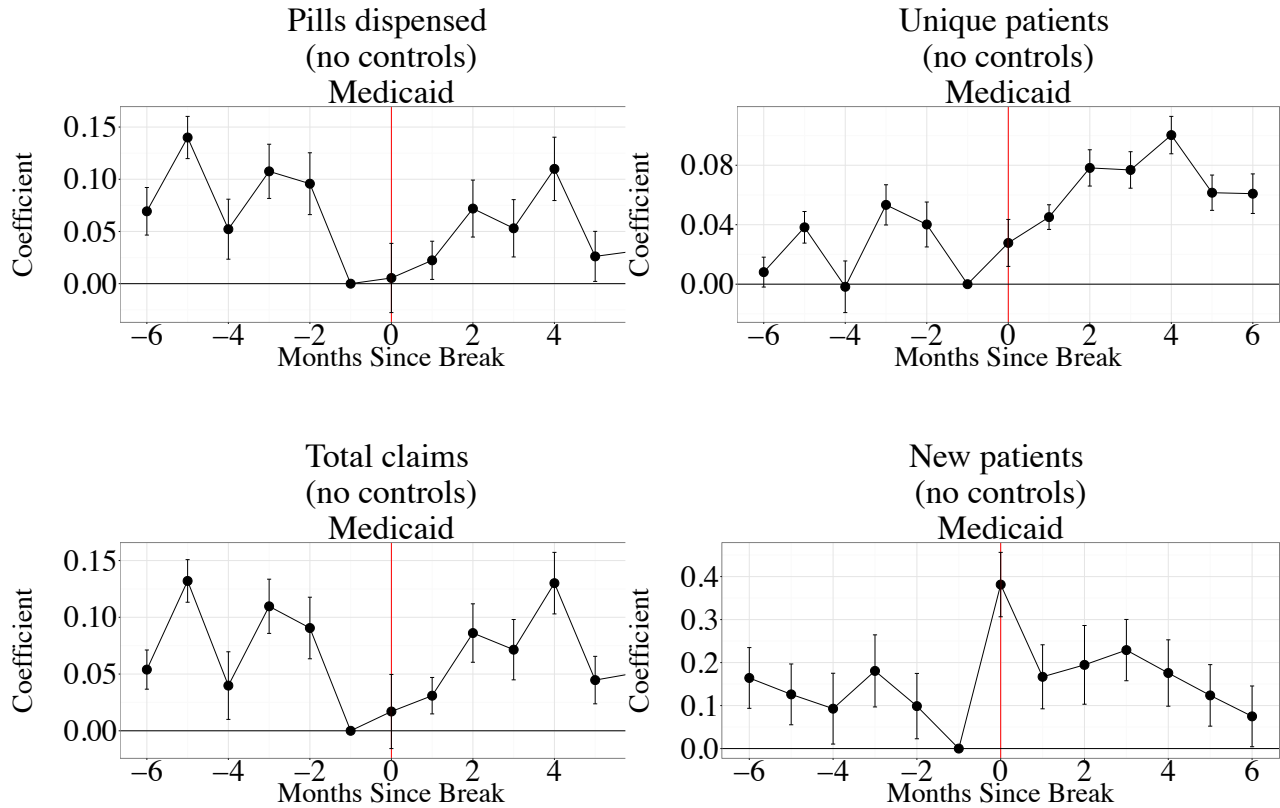 Pills dispensed
(no controls)
Medicaid
Coefficient
0.15
0.10
0.05
0.00
−6 −4 −2 0 2 4
Months Since Break
Unique patients
(no controls)
Medicaid
Coefficient
0.08
0.04
0.00
−6 −4 −2 0 2 4 6
Months Since Break
Total claims
(no controls)
Medicaid
Coefficient
0.15
0.10
0.05
0.00
−6 −4 −2 0 2 4
Months Since Break
New patients
(no controls)
Medicaid
Coefficient
0.4
0.3
0.2
0.1
0.0
−6 −4 −2 0 2 4 6
Months Since Break